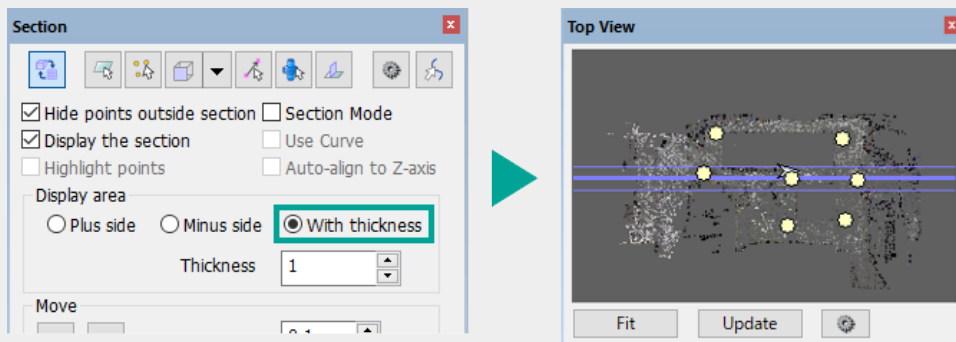 Section
Hide points outside section Section Mode
Display the section Use Curve
Highlight points Auto-align to Z-axis
Display area
Plus side Minus side With thickness
Thickness 1
Move
Top View
Fit Update